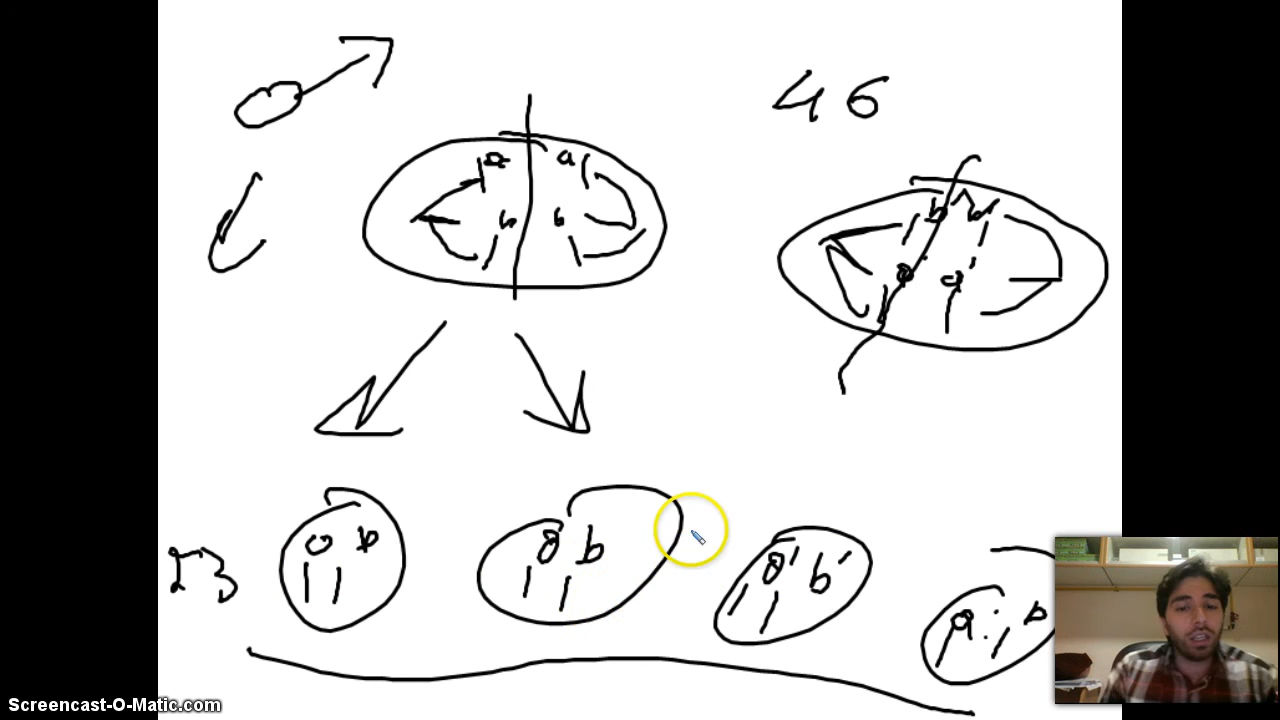 46
a a
b b
b b'
a a'
23
a b
a b
a' b'
a' b
Screencast-O-Matic.com